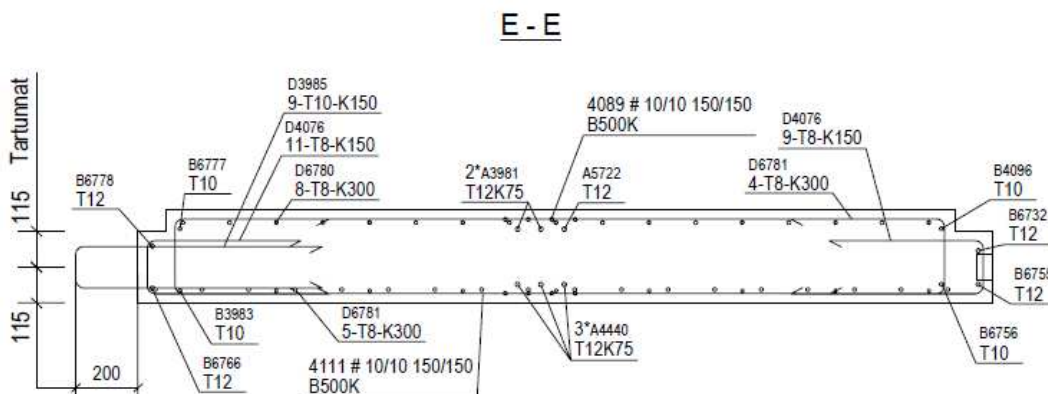 E - E
Tartunnat
115
115
200
D3985
9-T10-K150
D4076
11-T8-K150
B6777
T10
D6780
8-T8-K300
B6778
T12
2*A3981
T12K75
A5722
T12
4089 # 10/10 150/150
B500K
D4076
9-T8-K150
D6781
4-T8-K300
B4096
T10
B6732
T12
B6755
T12
B6756
T10
B3983
T10
D6781
5-T8-K300
3*A4440
T12K75
B6766
T12
4111 # 10/10 150/150
B500K